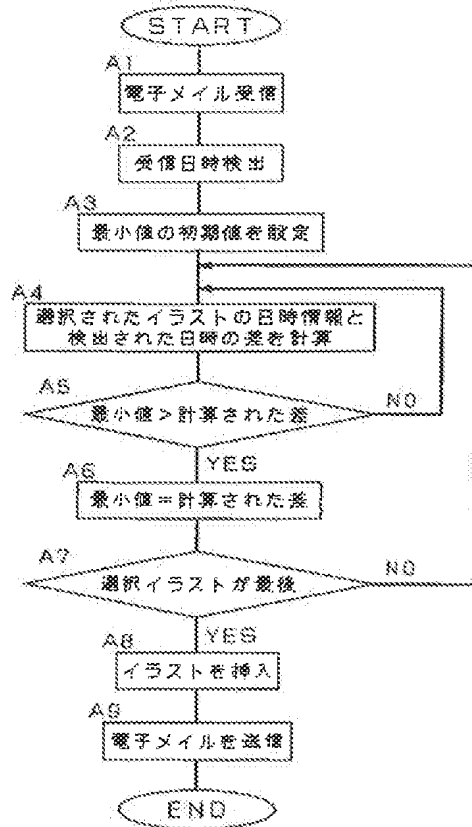 START
A1
電子メイル受信
A2
受信日時検出
A3
最小値の初期値を設定
A4
選択されたイラストの日時情報と
検出された日時の差を計算
A5
最小値>計算された差
NO
YES
A6
最小値=計算された差
A7
選択イラストが最後
NO
YES
A8
イラストを挿入
A9
電子メイルを送信
END